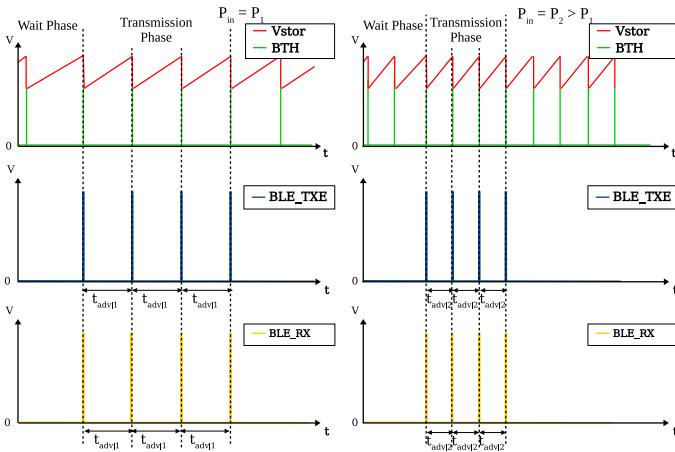 P_in = P_1
Wait Phase
Transmission
Phase
V
Vstor
BTH
0
t
V
BLE_TXE
0
t
t_adv|1 t_adv|1 t_adv|1
V
BLE_RX
0
t
t_adv|1 t_adv|1 t_adv|1
P_in = P_2 > P_1
Wait Phase
Transmission
Phase
V
Vstor
BTH
0
t
V
BLE_TXE
0
t
t_adv|2 t_adv|2 t_adv|2
V
BLE_RX
0
t
t_adv|2 t_adv|2 t_adv|2